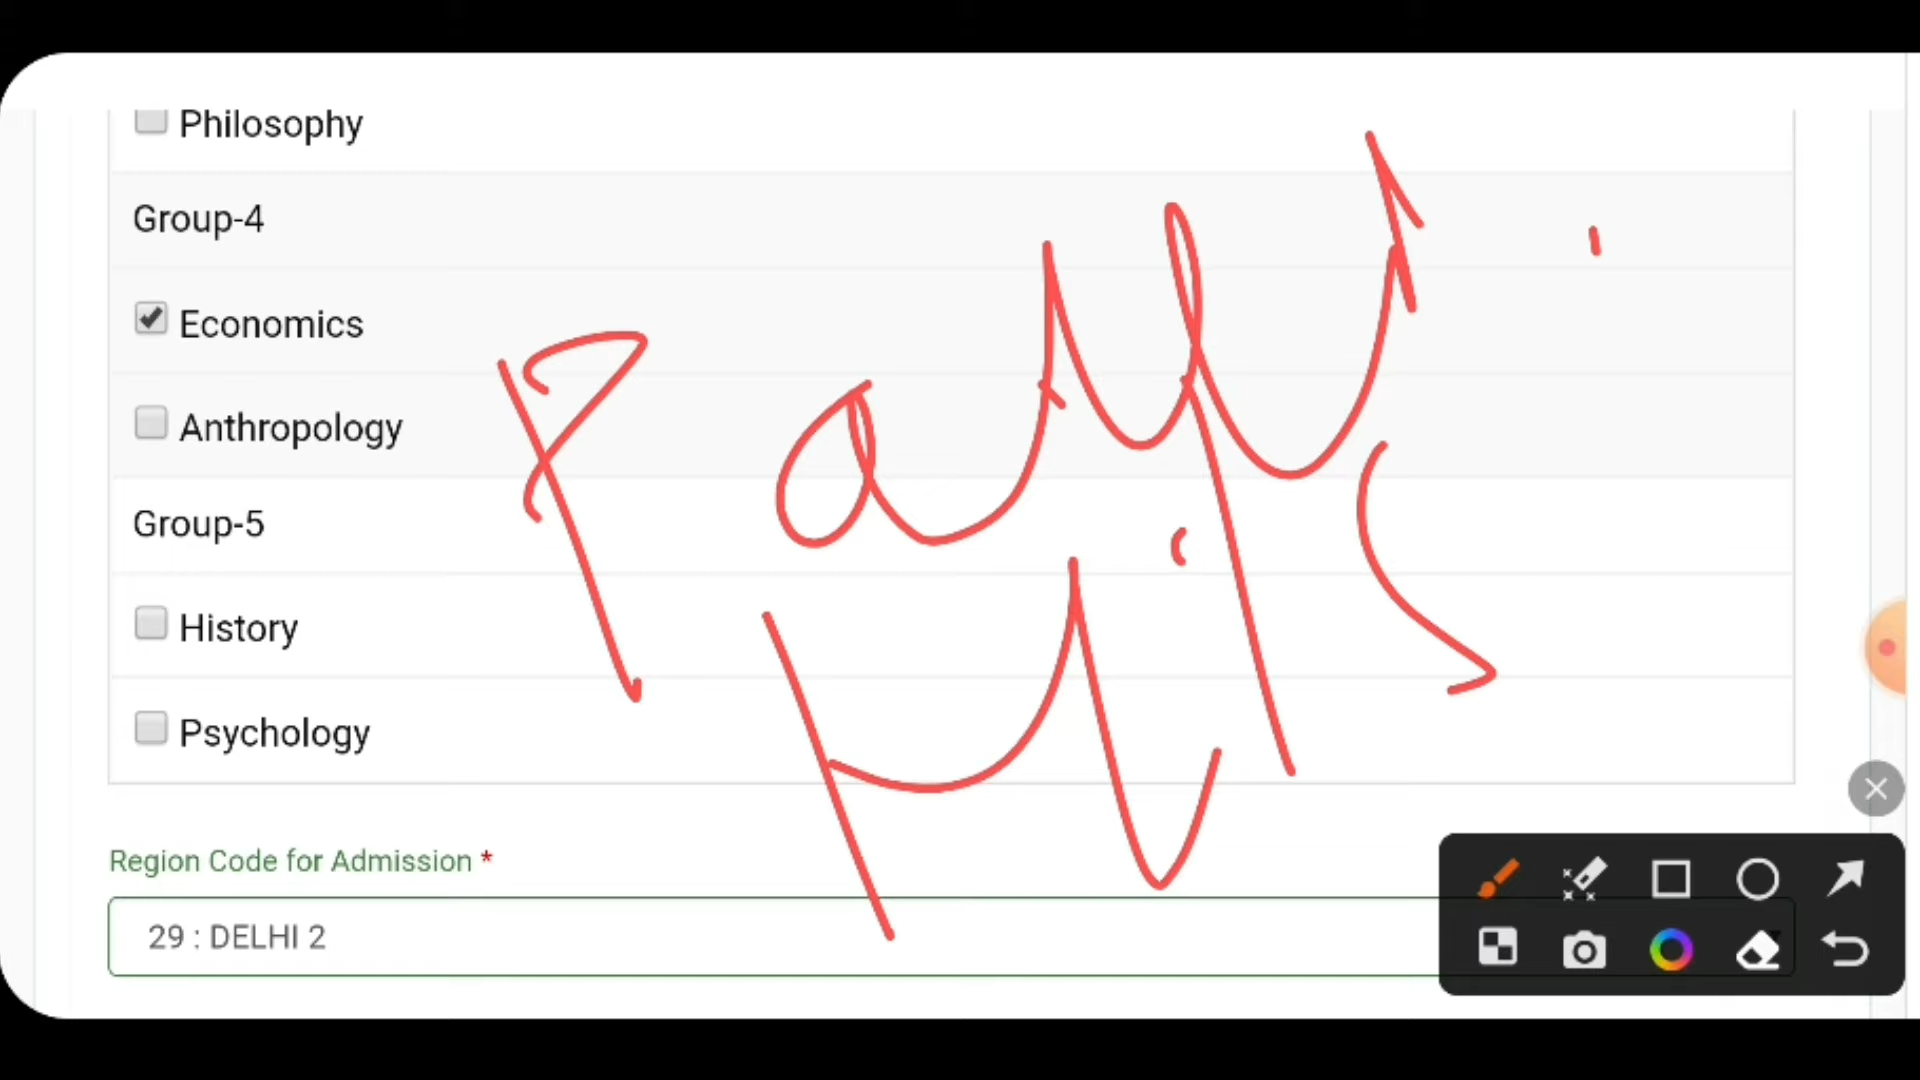 Philosophy
Group-4
Economics
Anthropology
Group-5
History
Psychology
Region Code for Admission *
29 : DELHI 2